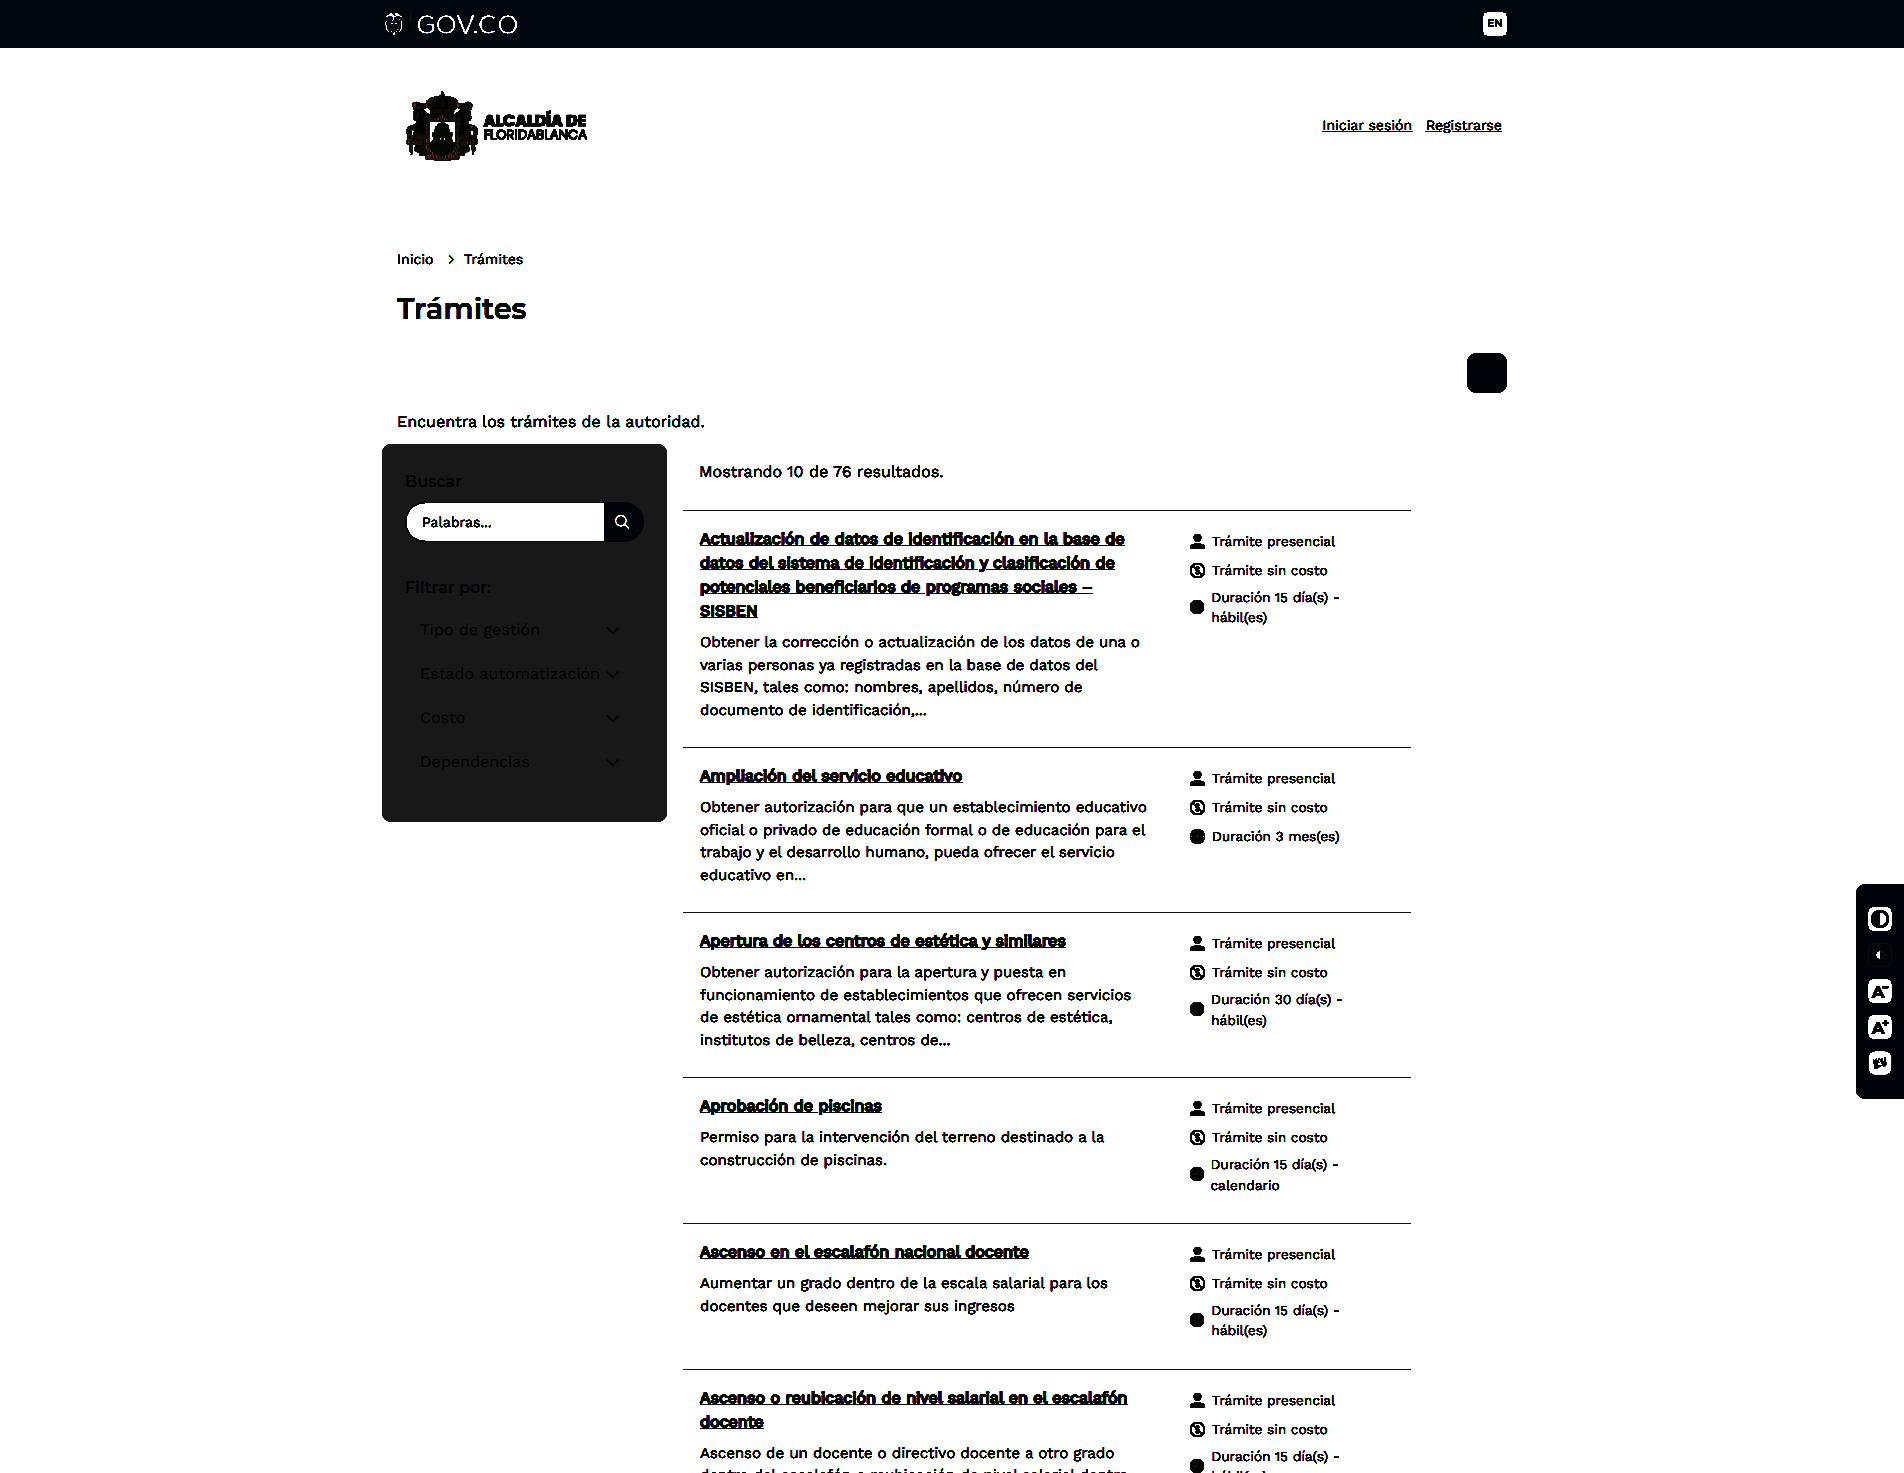 GOV.CO
EN
ALCALDÍA DE
FLORIDABLANCA
Iniciar sesión Registrarse
Inicio > Trámites
Trámites
Encuentra los trámites de la autoridad.
Buscar
Palabras...
Filtrar por:
Tipo de gestión
Estado automatización
Costo
Dependencias
Mostrando 10 de 76 resultados.
Actualización de datos de identificación en la base de
datos del sistema de identificación y clasificación de
potenciales beneficiarios de programas sociales –
SISBEN
Obtener la corrección o actualización de los datos de una o
varias personas ya registradas en la base de datos del
SISBEN, tales como: nombres, apellidos, número de
documento de identificación,...
Trámite presencial
Trámite sin costo
Duración 15 día(s) -
hábil(es)
Ampliación del servicio educativo
Obtener autorización para que un establecimiento educativo
oficial o privado de educación formal o de educación para el
trabajo y el desarrollo humano, pueda ofrecer el servicio
educativo en...
Trámite presencial
Trámite sin costo
Duración 3 mes(es)
Apertura de los centros de estética y similares
Obtener autorización para la apertura y puesta en
funcionamiento de establecimientos que ofrecen servicios
de estética ornamental tales como: centros de estética,
institutos de belleza, centros de...
Trámite presencial
Trámite sin costo
Duración 30 día(s) -
hábil(es)
Aprobación de piscinas
Permiso para la intervención del terreno destinado a la
construcción de piscinas.
Trámite presencial
Trámite sin costo
Duración 15 día(s) -
calendario
Ascenso en el escalafón nacional docente
Aumentar un grado dentro de la escala salarial para los
docentes que deseen mejorar sus ingresos
Trámite presencial
Trámite sin costo
Duración 15 día(s) -
hábil(es)
Ascenso o reubicación de nivel salarial en el escalafón
docente
Ascenso de un docente o directivo docente a otro grado
Trámite presencial
Trámite sin costo
Duración 15 día(s) -
A-
A+